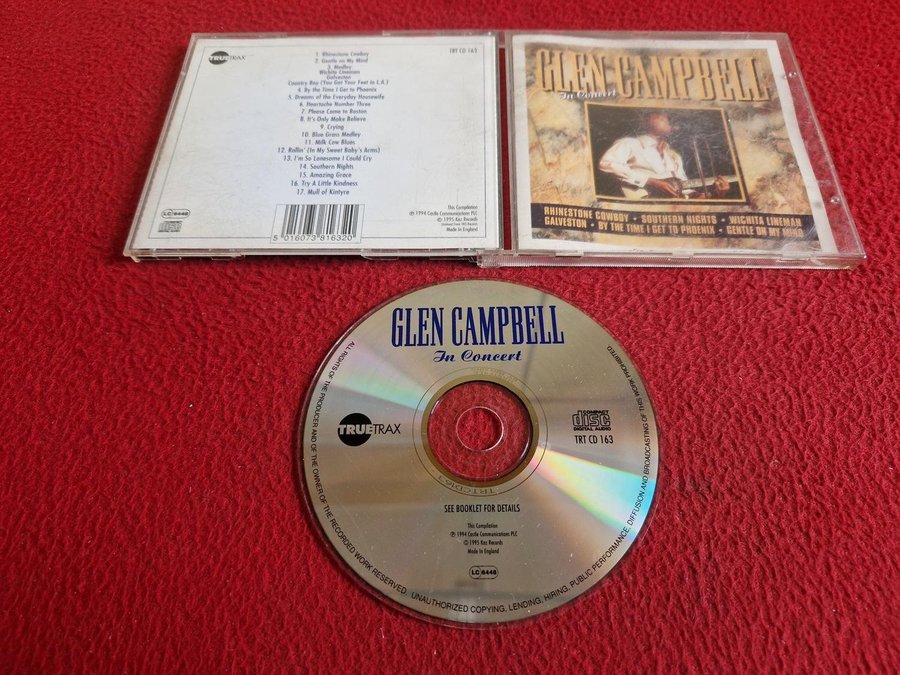 TRUETRAX
TRT CD 163
1. Rhinestone Cowboy
2. Gentle on My Mind
3. Medley
Wichita Lineman
Galveston
Country Boy (You Got Your Feet in L.A.)
4. By the Time I Get to Phoenix
5. Dreams of the Everyday Housewife
6. Heartache Number Three
7. Please Come to Boston
8. It's Only Make Believe
9. Crying
10. Blue Grass Medley
11. Milk Cow Blues
12. Rollin' (In My Sweet Baby's Arms)
13. I'm So Lonesome I Could Cry
14. Southern Nights
15. Amazing Grace
16. Try A Little Kindness
17. Mull of Kintyre
LC 6448
5 016073 816320
This Compilation
℗ 1994 Castle Communications PLC
© 1995 Kaz Records
Made in England
GLEN CAMPBELL
In Concert
RHINESTONE COWBOY • SOUTHERN NIGHTS • WICHITA LINEMAN
GALVESTON • BY THE TIME I GET TO PHOENIX • GENTLE ON MY MIND
GLEN CAMPBELL
In Concert
TRUETRAX
COMPACT
disc
DIGITAL AUDIO
TRT CD 163
SEE BOOKLET FOR DETAILS
This Compilation
℗ 1994 Castle Communications PLC
© 1995 Kaz Records
Made in England
LC 6448
ALL RIGHTS OF THE PRODUCER AND OF THE OWNER OF THE RECORDED WORK RESERVED. UNAUTHORIZED COPYING, LENDING, HIRING, PUBLIC PERFORMANCE, DIFFUSION AND BROADCASTING OF THIS WORK PROHIBITED.